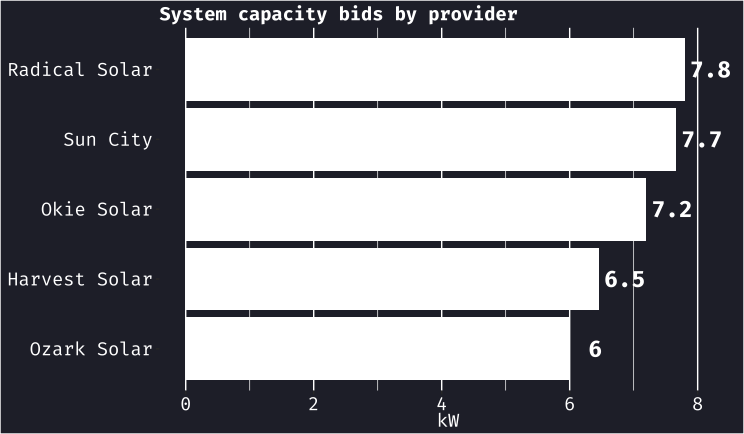 System capacity bids by provider
Radical Solar 7.8
Sun City 7.7
Okie Solar 7.2
Harvest Solar 6.5
Ozark Solar 6
0 2 4 6 8
kW